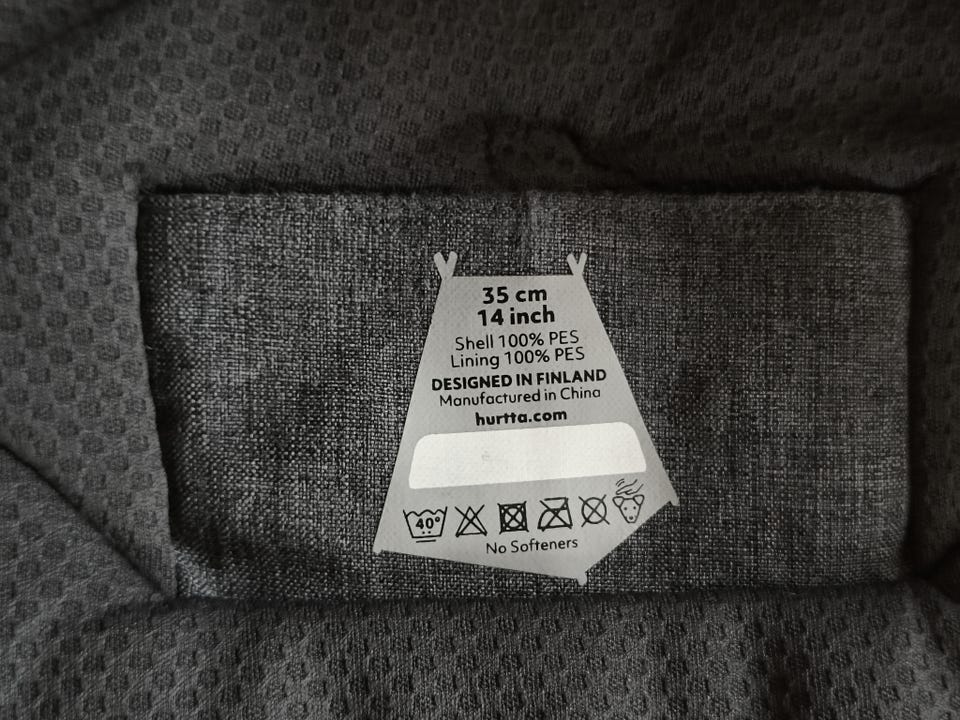 35 cm
14 inch
Shell 100% PES
Lining 100% PES
DESIGNED IN FINLAND
Manufactured in China
hurtta.com
40°
No Softeners